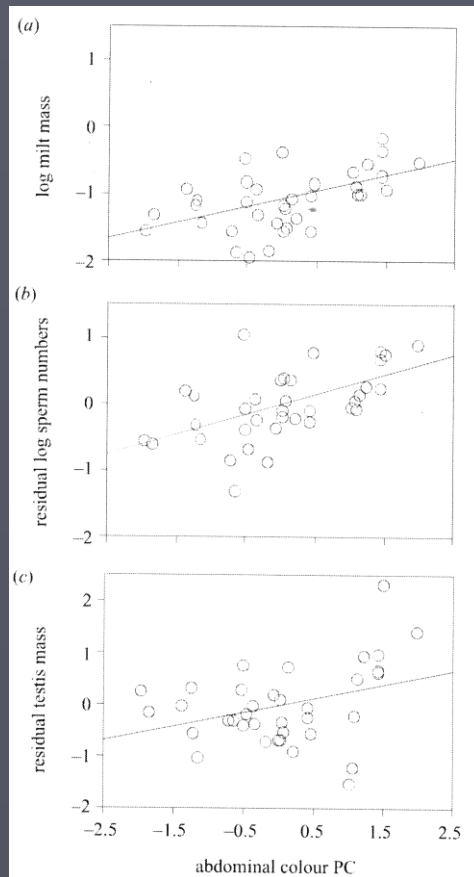 (a)
1
0
−1
−2
log milt mass
(b)
1
0
−1
−2
residual log sperm numbers
(c)
2
1
0
−1
−2
residual testis mass
−2.5 −1.5 −0.5 0.5 1.5 2.5
abdominal colour PC